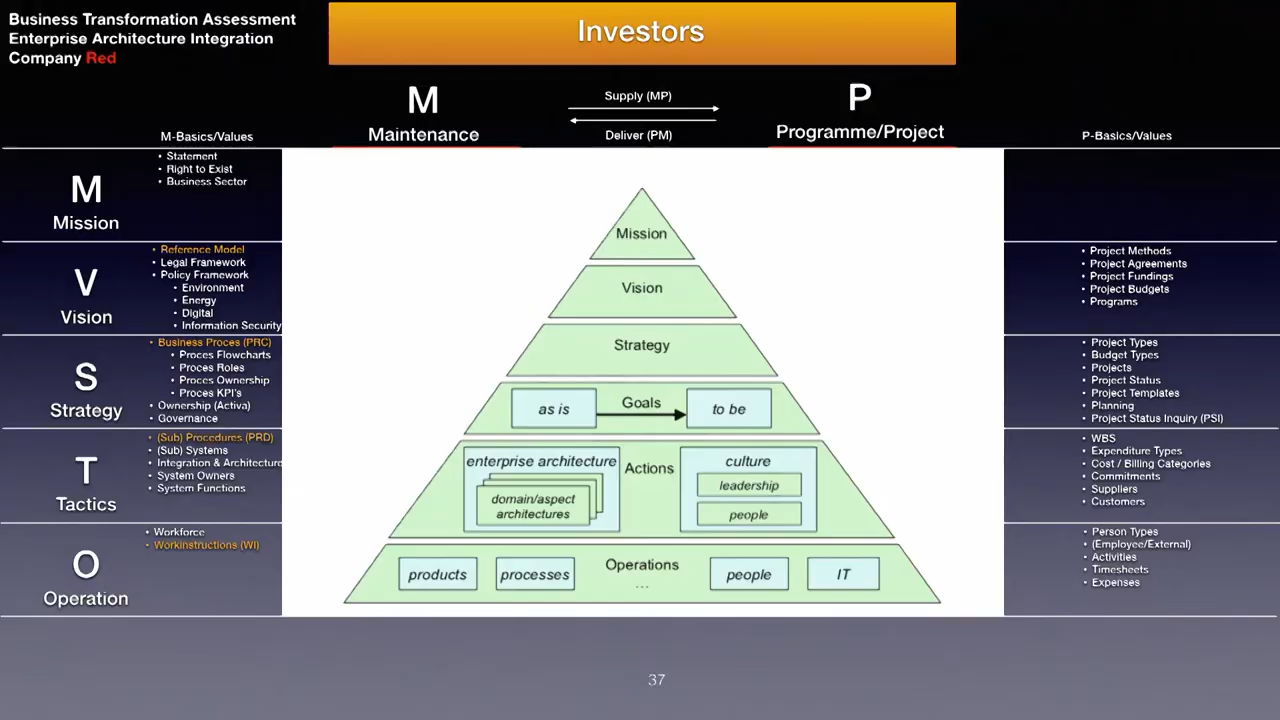 Business Transformation Assessment
Enterprise Architecture Integration
Company Red
Investors
M
Maintenance
Supply (MP)
Deliver (PM)
P
Programme/Project
M-Basics/Values
P-Basics/Values
M
Mission
• Statement
• Right to Exist
• Business Sector
V
Vision
• Reference Model
• Legal Framework
• Policy Framework
• Environment
• Energy
• Digital
• Information Security
• Project Methods
• Project Agreements
• Project Fundings
• Project Budgets
• Programs
S
Strategy
• Business Proces (PRC)
• Proces Flowcharts
• Proces Roles
• Proces Ownership
• Proces KPI's
• Ownership (Activa)
• Governance
• Project Types
• Budget Types
• Projects
• Project Status
• Project Templates
• Planning
• Project Status Inquiry (PSI)
T
Tactics
• (Sub) Procedures (PRD)
• (Sub) Systems
• Integration & Architecture
• System Owners
• System Functions
• WBS
• Expenditure Types
• Cost / Billing Categories
• Commitments
• Suppliers
• Customers
O
Operation
• Workforce
• Workinstructions (WI)
• Person Types
• (Employee/External)
• Activities
• Timesheets
• Expenses
Mission
Vision
Strategy
Goals
as is
to be
enterprise architecture
domain/aspect
architectures
Actions
culture
leadership
people
Operations
...
products
processes
people
IT
37